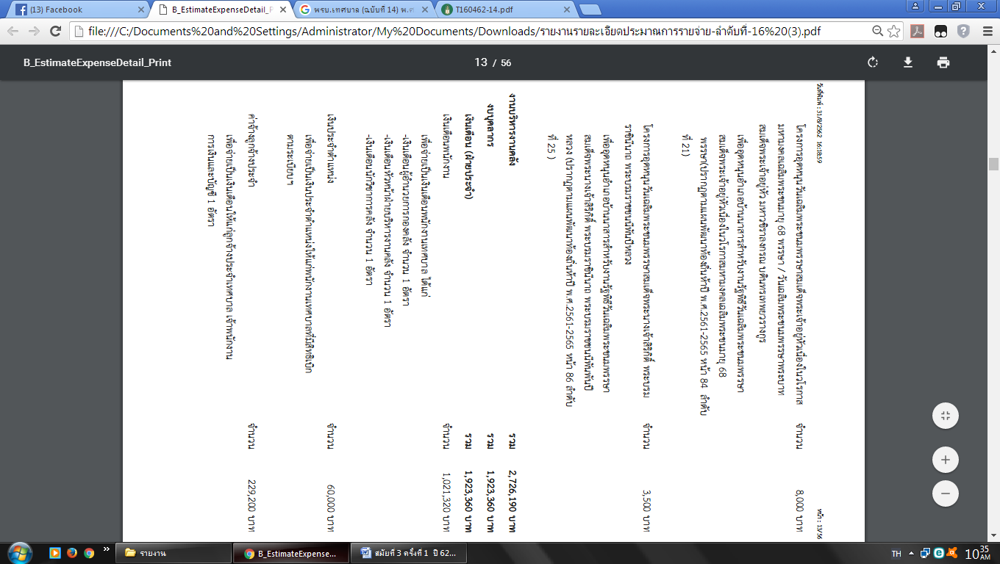 (13) Facebook
B_EstimateExpenseDetail_P
พรบ.เทศบาล (ฉบับที่ 14) พ.ศ
T160462-14.pdf
file:///C:/Documents%20and%20Settings/Administrator/My%20Documents/Downloads/รายงานรายละเอียดประมาณการรายจ่าย-ลำดับที่-16%20(3).pdf
B_EstimateExpenseDetail_Print
13 / 56
วันที่พิมพ์ : 31/8/2562 16:18:59
หน้า : 13/56
โครงการอุดหนุนวันเฉลิมพระชนมพรรษาสมเด็จพระเจ้าอยู่หัวเนื่องในวโรกาส จำนวน 8,000 บาท
มหามงคลเฉลิมพระชนมายุ 68 พรรษา / วันเฉลิมพระชนมพรรษาพระบาท
สมเด็จพระเจ้าอยู่หัว มหาวชิราลงกรณ บดินทรเทพยวรางกูร
เพื่ออุดหนุนอำเภอบ้านนาสารสำหรับงานรัฐพิธีวันเฉลิมพระชนมพรรษา
สมเด็จพระเจ้าอยู่หัวเนื่องในวโรกาสมหามงคลเฉลิมพระชนมายุ 68
พรรษา(ปรากฏตามแผนพัฒนาท้องถิ่นห้าปี พ.ศ.2561-2565 หน้า 84 ลำดับ
ที่ 21)
โครงการอุดหนุนวันเฉลิมพระชนมพรรษาสมเด็จพระนางเจ้าสิริกิติ์ พระบรม จำนวน 3,500 บาท
ราชินีนาถ พระบรมราชชนนีพันปีหลวง
เพื่ออุดหนุนอำเภอบ้านนาสารสำหรับงานรัฐพิธีวันเฉลิมพระชนมพรรษา
สมเด็จพระนางเจ้าสิริกิติ์ พระบรมราชินีนาถ พระบรมราชชนนีพันพันปี
หลวง (ปรากฏตามแผนพัฒนาท้องถิ่นห้าปี พ.ศ.2561-2565 หน้า 86 ลำดับ
ที่ 25 )
งานบริหารงานคลัง รวม 2,726,190 บาท
งบบุคลากร รวม 1,923,360 บาท
เงินเดือน (ฝ่ายประจำ) รวม 1,923,360 บาท
เงินเดือนพนักงาน จำนวน 1,021,320 บาท
เพื่อจ่ายเป็นเงินเดือนพนักงานเทศบาล ได้แก่
-เงินเดือนผู้อำนวยการกองคลัง จำนวน 1 อัตรา
-เงินเดือนหัวหน้าฝ่ายบริหารงานคลัง จำนวน 1 อัตรา
-เงินเดือนนักวิชาการคลัง จำนวน 1 อัตรา
เงินประจำตำแหน่ง จำนวน 60,000 บาท
เพื่อจ่ายเป็นเงินประจำตำแหน่งให้แก่พนักงานเทศบาลที่มีสิทธิเบิก
ตามระเบียบฯ
ค่าจ้างลูกจ้างประจำ จำนวน 229,200 บาท
เพื่อจ่ายเป็นเงินเดือนให้แก่ลูกจ้างประจำเทศบาล เจ้าพนักงาน
การเงินและบัญชี 1 อัตรา
รายงาน
B_EstimateExpense...
สมัยที่ 3 ครั้งที่ 1 ปี 62...
TH
10 35 AM